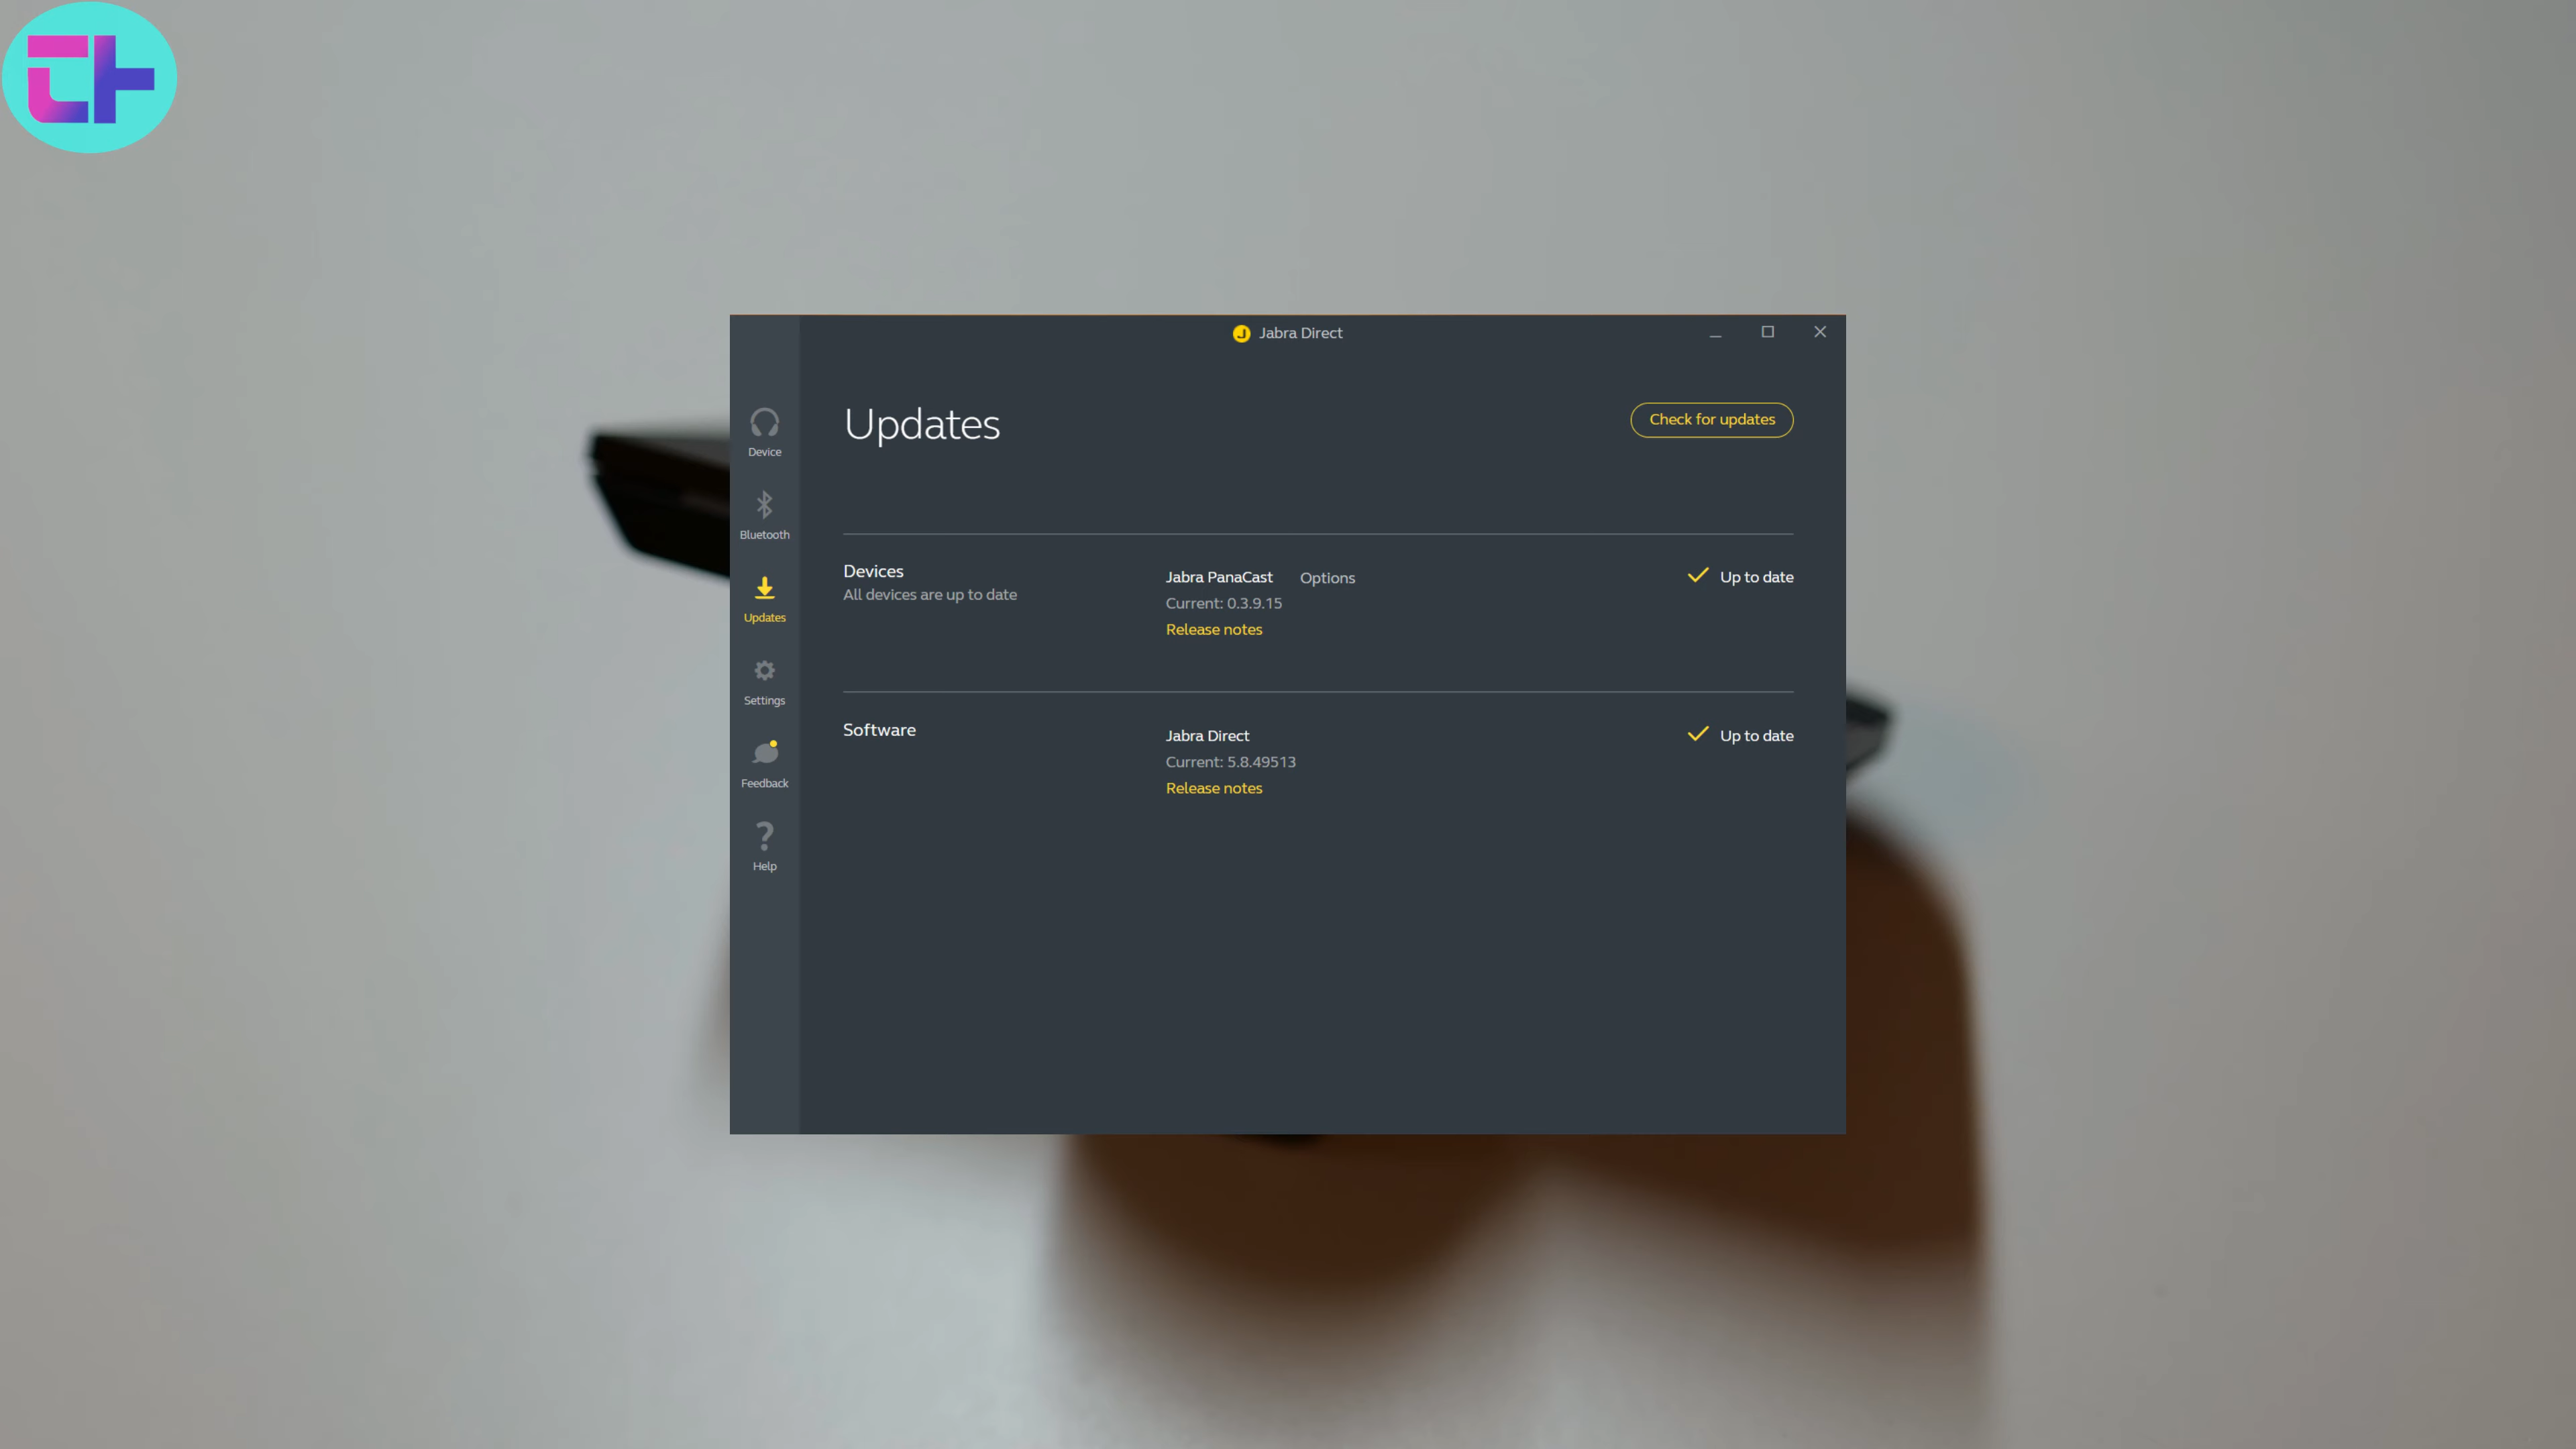 Jabra Direct
Updates
Check for updates
Device
Bluetooth
Updates
Settings
Feedback
Help
Devices
All devices are up to date
Jabra PanaCast Options
Current: 0.3.9.15
Release notes
Up to date
Software
Jabra Direct
Current: 5.8.49513
Release notes
Up to date